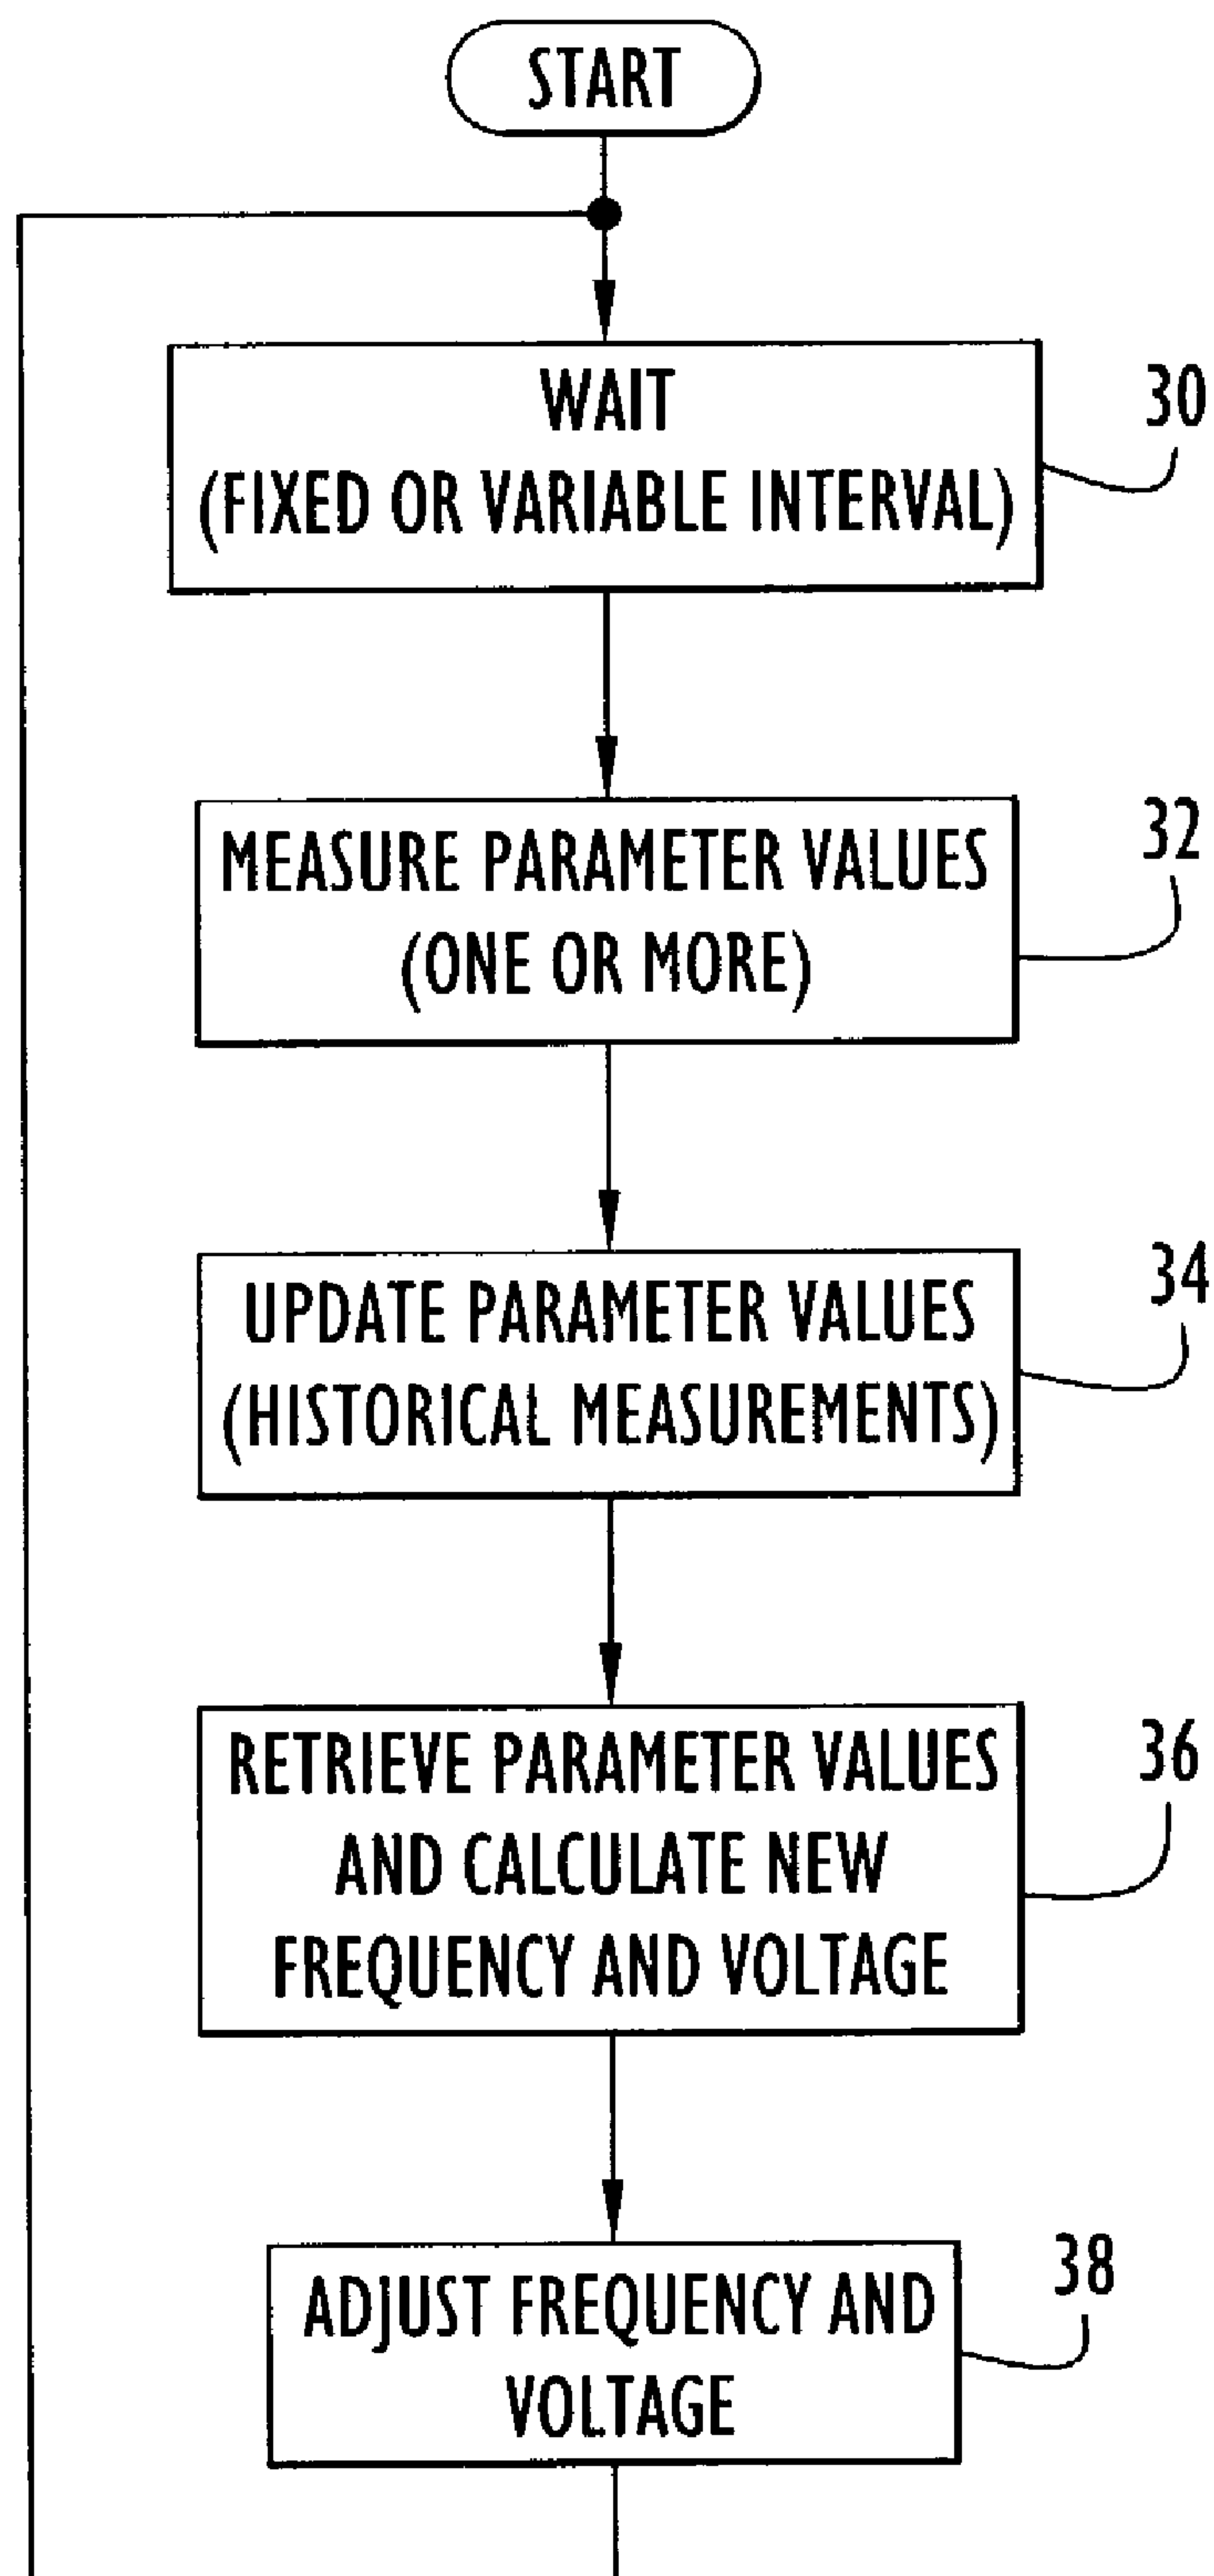 START
WAIT
(FIXED OR VARIABLE INTERVAL)
30
MEASURE PARAMETER VALUES
(ONE OR MORE)
32
UPDATE PARAMETER VALUES
(HISTORICAL MEASUREMENTS)
34
RETRIEVE PARAMETER VALUES
AND CALCULATE NEW
FREQUENCY AND VOLTAGE
36
ADJUST FREQUENCY AND
VOLTAGE
38